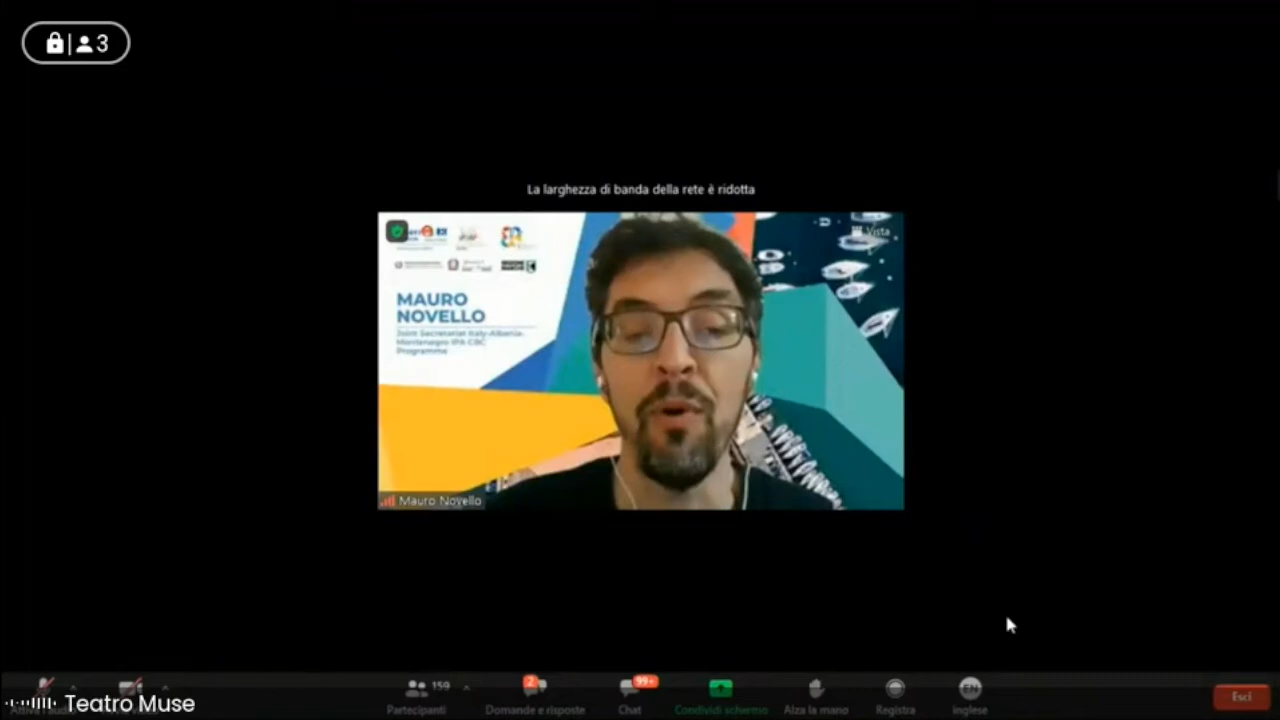 3
La larghezza di banda della rete è ridotta
Vista
MAURO
NOVELLO
Joint Secretariat Italy-Albania-
Montenegro IPA CBC
Programme
Mauro Novello
159
2
99+
EN
Esci
Teatro Muse
Partecipanti
Domande e risposte
Chat
Condividi schermo
Alza la mano
Registra
inglese